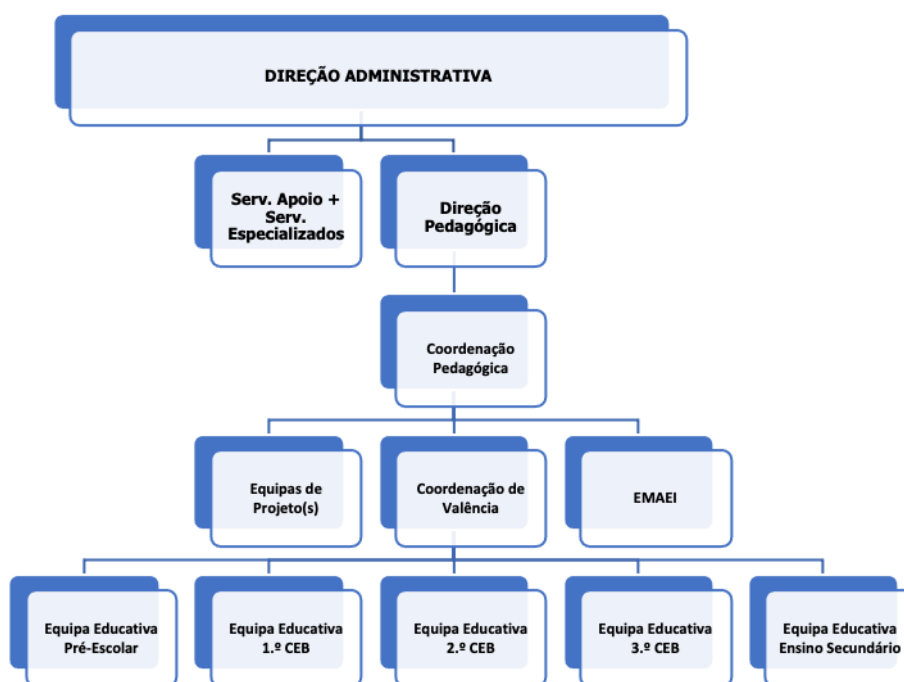 DIREÇÃO ADMINISTRATIVA
Serv. Apoio +
Serv.
Especializados
Direção
Pedagógica
Coordenação
Pedagógica
Equipas de
Projeto(s)
Coordenação de
Valência
EMAEI
Equipa Educativa
Pré-Escolar
Equipa Educativa
1.º CEB
Equipa Educativa
2.º CEB
Equipa Educativa
3.º CEB
Equipa Educativa
Ensino Secundário